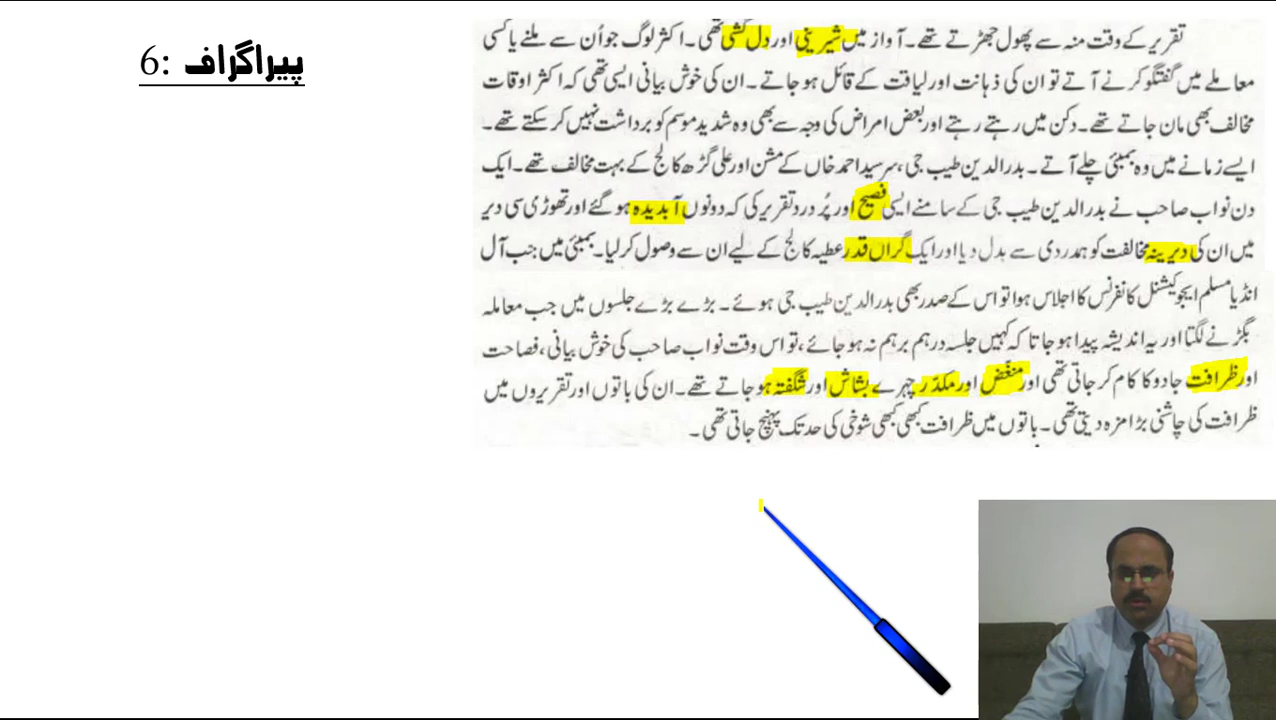 پیراگراف :6
تقریر کے وقت منہ سے پھول جھڑتے تھے۔ آواز میں شیرینی اور دل کشی تھی۔ اکثر لوگ جو اُن سے ملنے یا کسی
معاملے میں گفتگو کرنے آتے تو ان کی ذہانت اور لیاقت کے قائل ہو جاتے۔ ان کی خوش بیانی ایسی تھی کہ اکثر اوقات
مخالف بھی مان جاتے تھے۔ دکن میں رہتے رہتے اور بعض امراض کی وجہ سے بھی وہ شدید موسم کو برداشت نہیں کر سکتے تھے۔
ایسے زمانے میں وہ بمبئی چلے آتے۔ بدر الدین طیب جی، سرسید احمد خاں کے مشن اور علی گڑھ کالج کے بہت مخالف تھے۔ ایک
دن نواب صاحب نے بدر الدین طیب جی کے سامنے ایسی فصیح اور پُر درد تقریر کی کہ دونوں آبدیدہ ہو گئے اور تھوڑی سی دیر
میں ان کی دیرینہ مخالفت کو ہمدردی سے بدل دیا اور ایک گراں قدر عطیہ کالج کے لیے ان سے وصول کر لیا۔ بمبئی میں جب آل
انڈیا مسلم ایجوکیشنل کانفرنس کا اجلاس ہوا تو اس کے صدر بھی بدر الدین طیب جی ہوئے۔ بڑے بڑے جلسوں میں جب معاملہ
بگڑنے لگتا اور یہ اندیشہ پیدا ہو جاتا کہ کہیں جلسہ درہم برہم نہ ہو جائے، تو اس وقت نواب صاحب کی خوش بیانی، فصاحت
اور ظرافت جادو کا کام کر جاتی تھی اور منغّض اور مکدّر چہرے بشاش اور شگفتہ ہو جاتے تھے۔ ان کی باتوں اور تقریروں میں
ظرافت کی چاشنی بڑا مزہ دیتی تھی۔ باتوں میں ظرافت کبھی کبھی شوخی کی حد تک پہنچ جاتی تھی۔